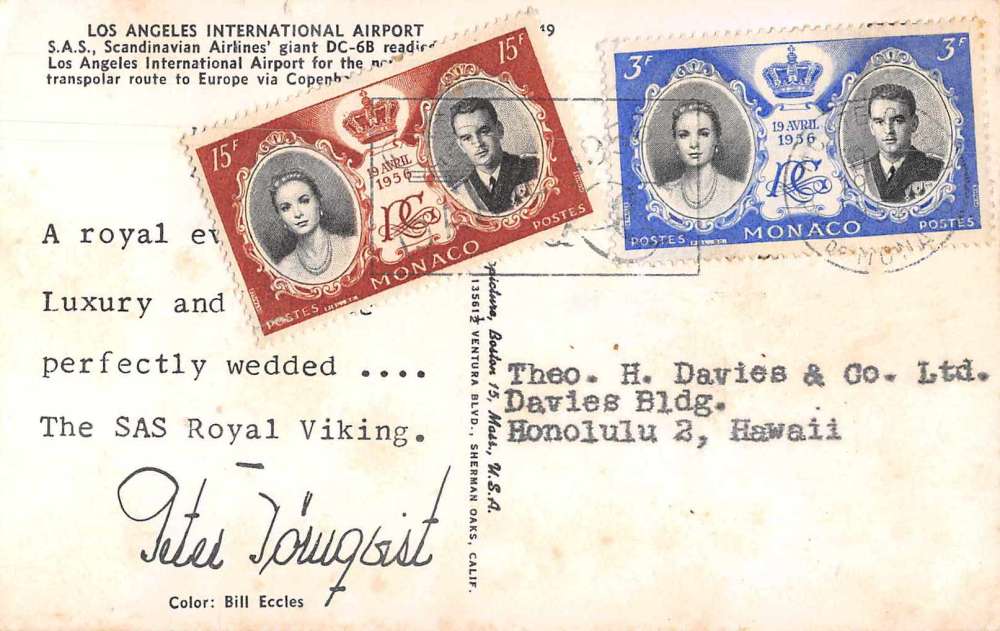 LOS ANGELES INTERNATIONAL AIRPORT
S.A.S., Scandinavian Airlines' giant DC-6B
Los Angeles International Airport for the
transpolar route to Europe via
15F
15F
19 AVRIL
1956
MONACO
POSTES
POSTES
3F
3F
19 AVRIL
1956
POSTES
MONACO
POSTES
A royal
Luxury and
perfectly wedded ....
The SAS Royal Viking.
Peter Törnqvist
Color: Bill Eccles
Boston 15, Mass., U.S.A.
13561½ VENTURA BLVD., SHERMAN OAKS, CALIF.
Theo. H. Davies & Co. Ltd.
Davies Bldg.
Honolulu 2, Hawaii